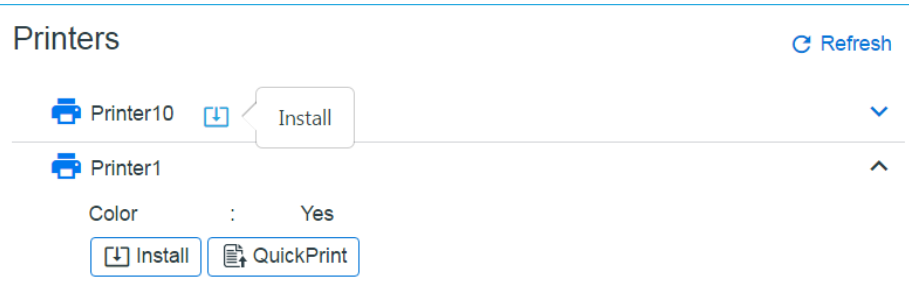 Printers
Refresh
Printer10 Install
Printer1
Color : Yes
Install QuickPrint